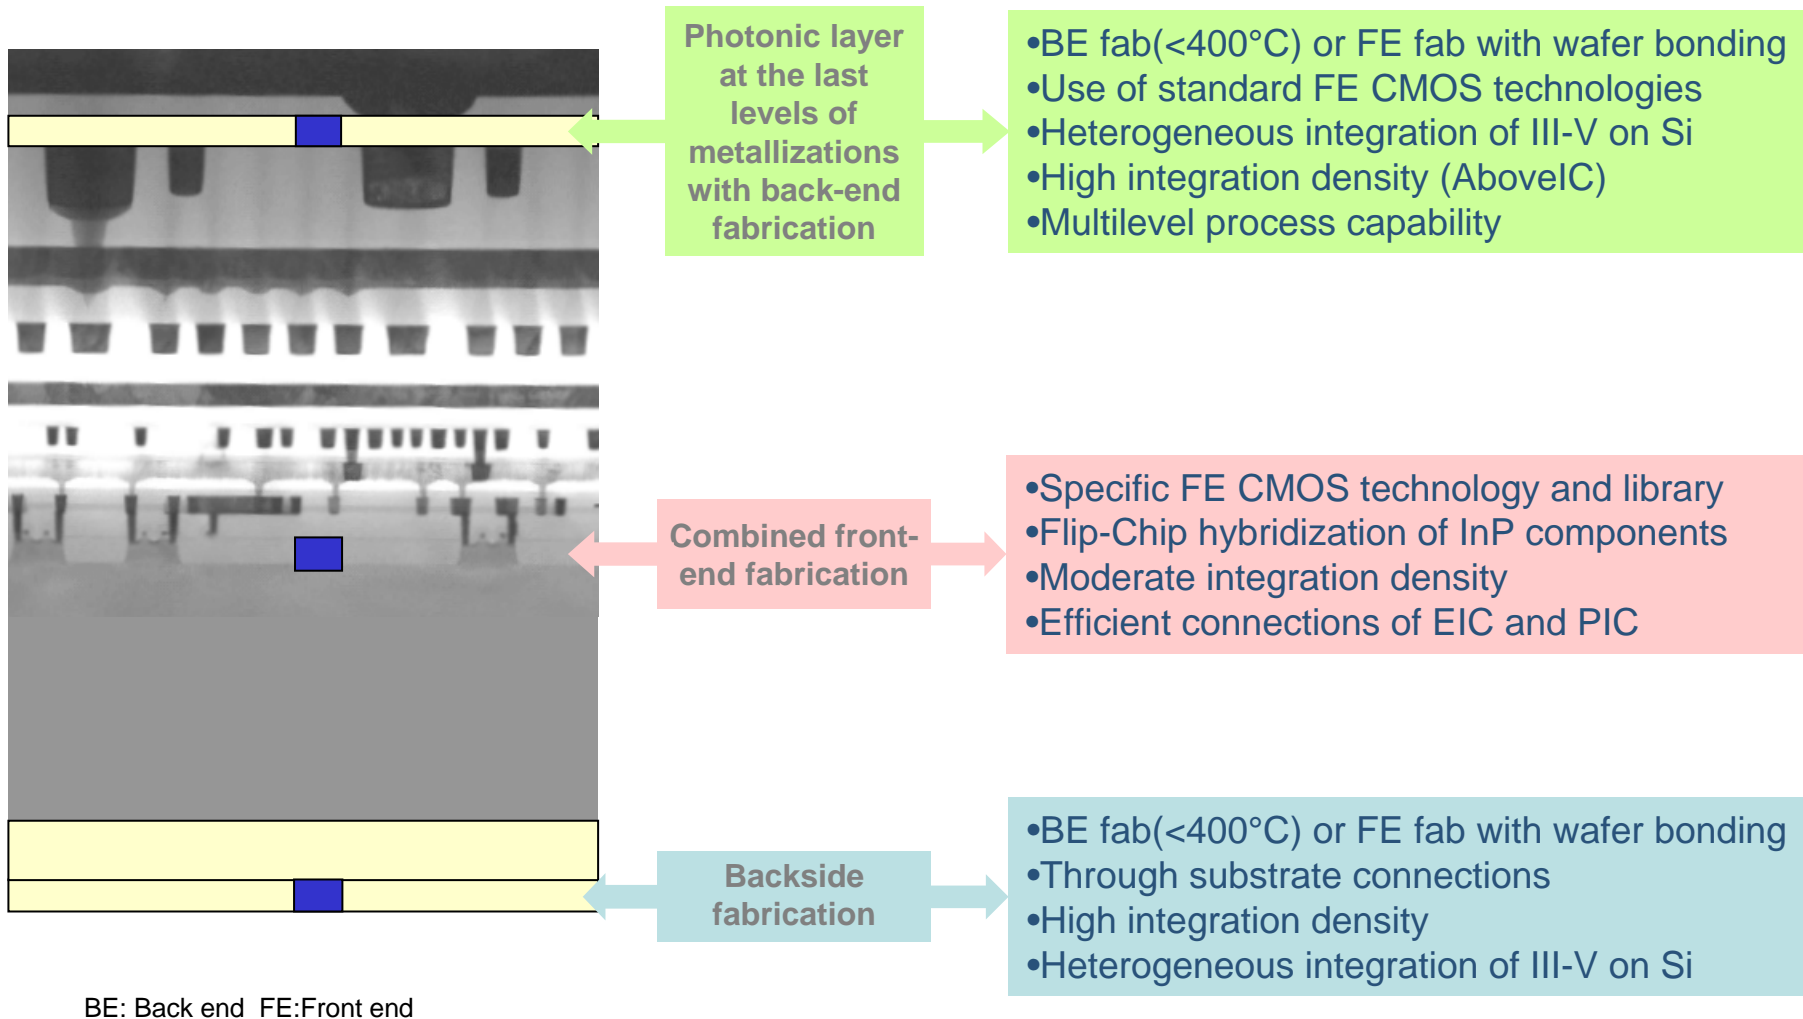 Photonic layer
at the last
levels of
metallizations
with back-end
fabrication
•BE fab(<400°C) or FE fab with wafer bonding
•Use of standard FE CMOS technologies
•Heterogeneous integration of III-V on Si
•High integration density (AboveIC)
•Multilevel process capability
Combined front-
end fabrication
•Specific FE CMOS technology and library
•Flip-Chip hybridization of InP components
•Moderate integration density
•Efficient connections of EIC and PIC
Backside
fabrication
•BE fab(<400°C) or FE fab with wafer bonding
•Through substrate connections
•High integration density
•Heterogeneous integration of III-V on Si
BE: Back end  FE:Front end